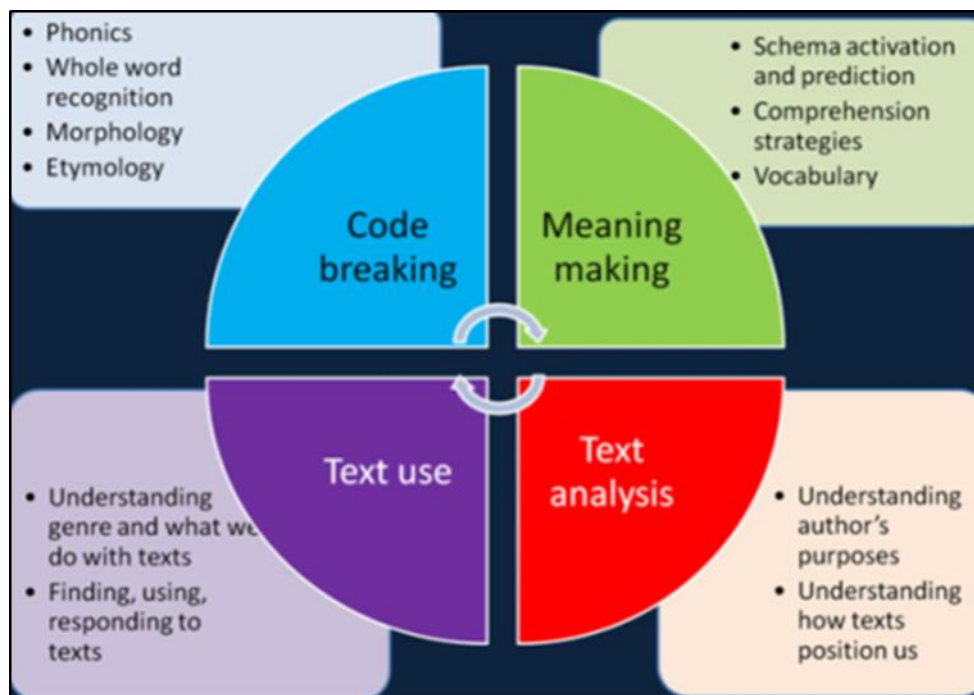 • Phonics
• Whole word
recognition
• Morphology
• Etymology
• Schema activation
and prediction
• Comprehension
strategies
• Vocabulary
Code
breaking
Meaning
making
Text use
Text
analysis
• Understanding
genre and what we
do with texts
• Finding, using,
responding to
texts
• Understanding
author's
purposes
• Understanding
how texts
position us